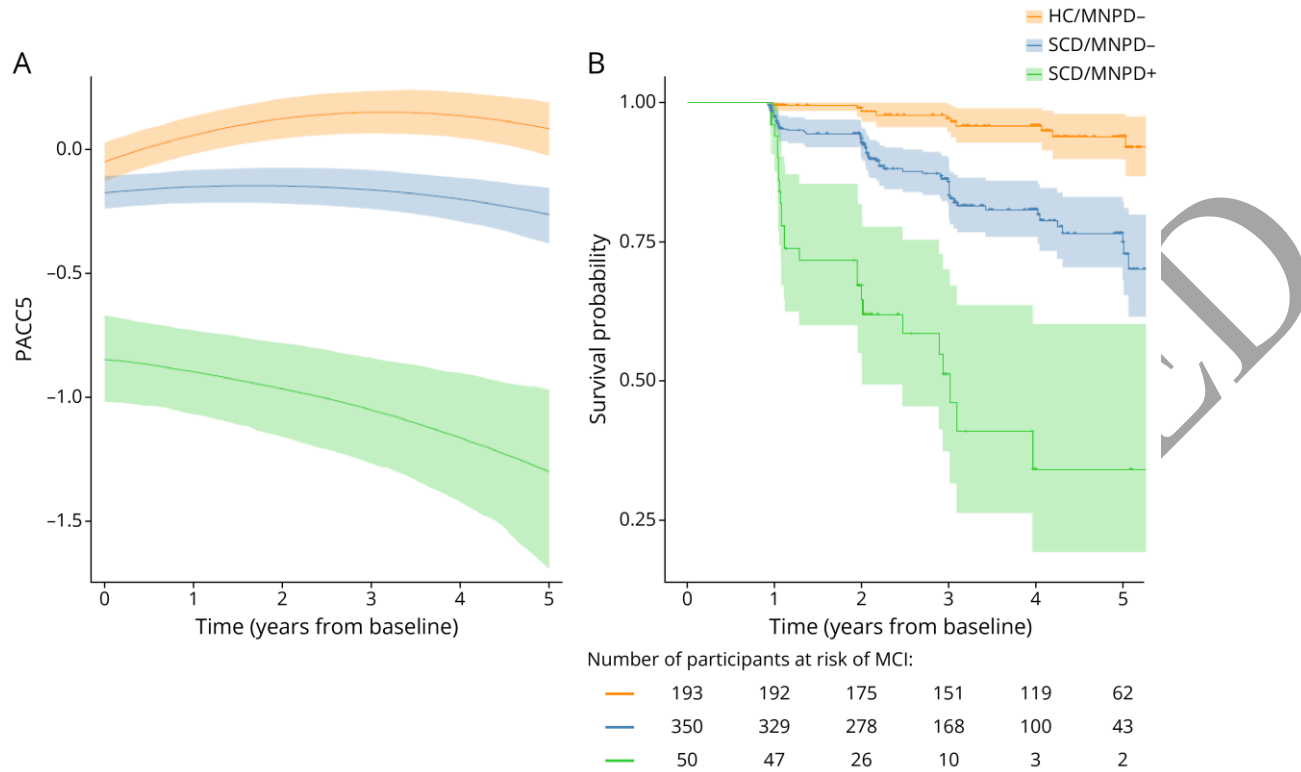 HC/MNPD–
SCD/MNPD–
SCD/MNPD+
A
0.0
–0.5
–1.0
–1.5
PACC5
0 1 2 3 4 5
Time (years from baseline)
B
1.00
0.75
0.50
0.25
Survival probability
0 1 2 3 4 5
Time (years from baseline)
Number of participants at risk of MCI:
193 192 175 151 119 62
350 329 278 168 100 43
50 47 26 10 3 2
ED